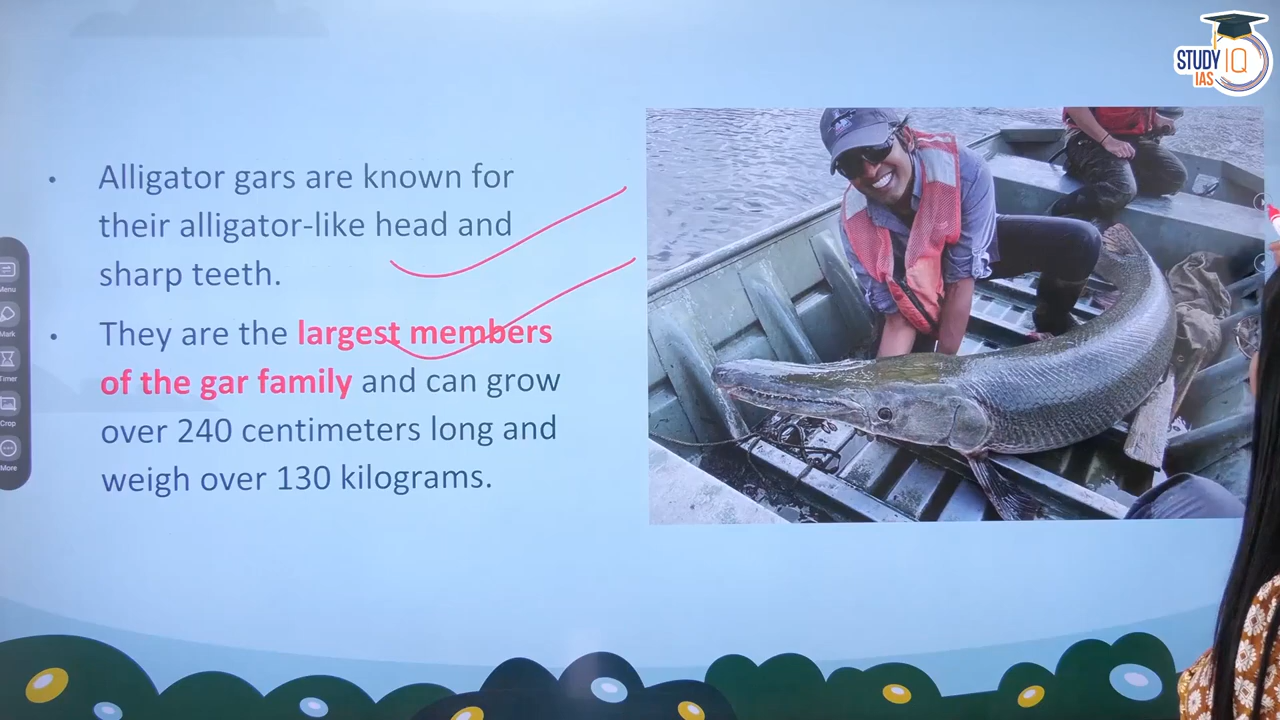 STUDY IQ
IAS
Alligator gars are known for
their alligator-like head and
sharp teeth.
They are the largest members
of the gar family and can grow
over 240 centimeters long and
weigh over 130 kilograms.
Menu
Mark
Timer
Crop
More